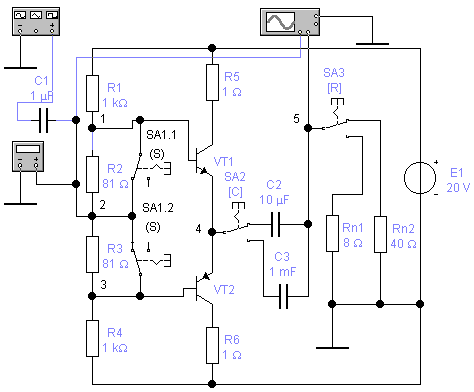 C1
1 µF
R1
1 kΩ
1
R2
81 Ω
2
R3
81 Ω
3
R4
1 kΩ
SA1.1
(S)
SA1.2
(S)
R5
1 Ω
VT1
4
SA2
[C]
C2
10 µF
C3
1 mF
VT2
R6
1 Ω
5
SA3
[R]
Rn1
8 Ω
Rn2
40 Ω
E1
20 V